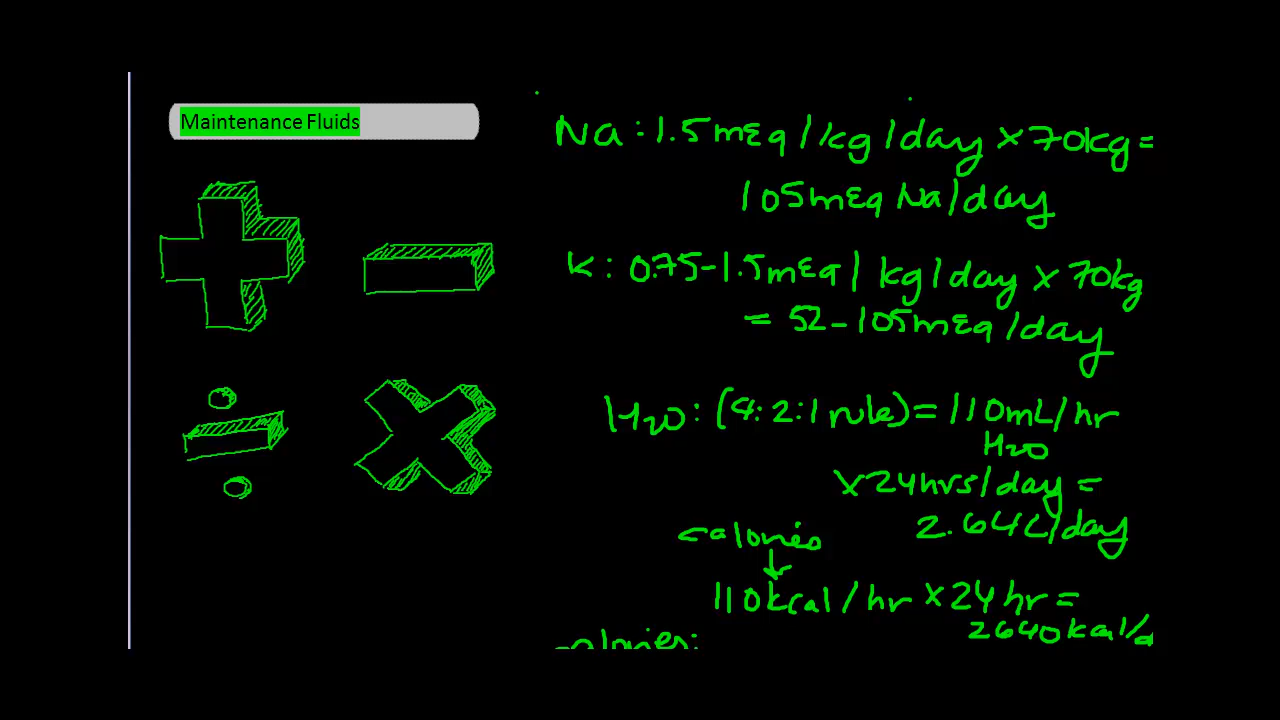 Maintenance Fluids
Na: 1.5mEq/kg/day x 70kg =
105mEq Na/day
K: 0.75-1.5mEq/kg/day x 70kg
= 52-105mEq/day
H2O: (4:2:1 rule) = 110mL/hr
H2O
x24hrs/day =
2.64L/day
calories
110kcal/hr x24hr =
2640kcal/d
calories: